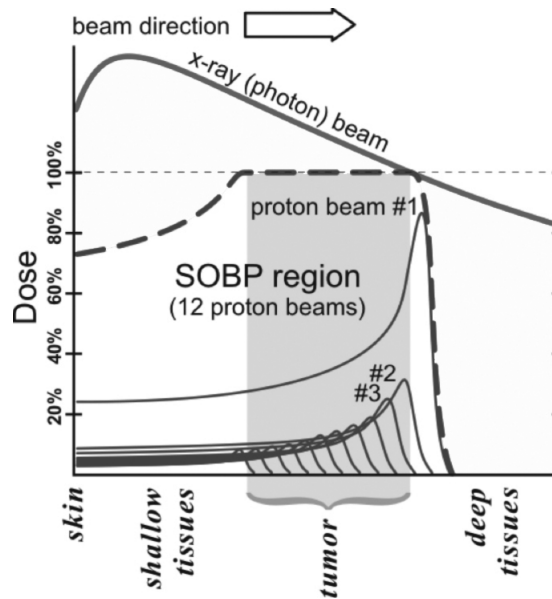 beam direction
x-ray (photon) beam
100%
proton beam #1
80%
SOBP region
(12 proton beams)
Dose
60%
40%
#2
#3
20%
skin
shallow
tissues
tumor
deep
tissues